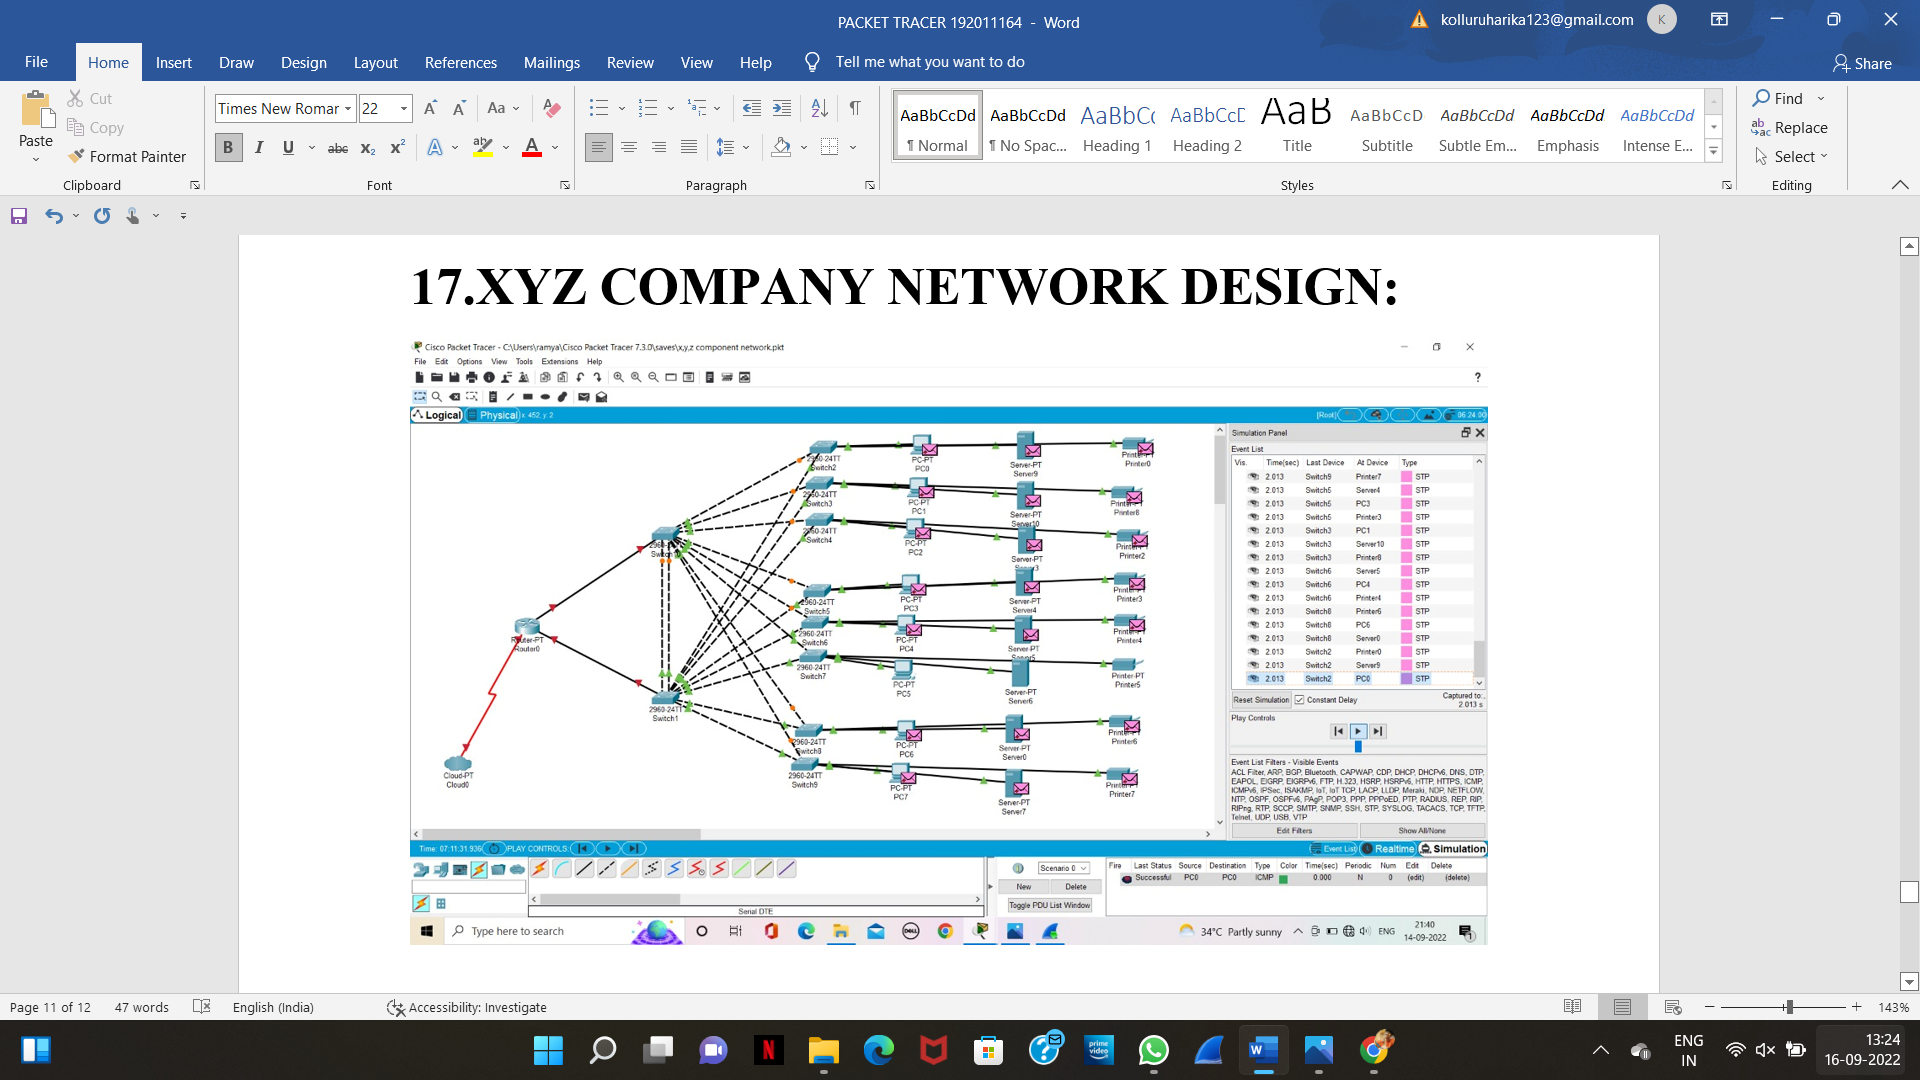 PACKET TRACER 192011164 - Word
kolluruharika123@gmail.com
K
File Home Insert Draw Design Layout References Mailings Review View Help Tell me what you want to do
Share
Paste
Cut
Copy
Format Painter
Clipboard
Times New Roman 22
Font
Paragraph
AaBbCcDd AaBbCcDd AaBbCc AaBbCcD AaB AaBbCcD AaBbCcDd AaBbCcDd AaBbCcDd
¶ Normal ¶ No Spac... Heading 1 Heading 2 Title Subtitle Subtle Em... Emphasis Intense E...
Styles
Find
Replace
Select
Editing
17.XYZ COMPANY NETWORK DESIGN:
Cisco Packet Tracer - C:\Users\ramya\Cisco Packet Tracer 7.3.0\saves\x,y,z component network.pkt
File Edit Options View Tools Extensions Help
Logical Physical x: 452, y: 2
[Root] 06:24:00
2960-24TT
Switch2
2960-24TT
Switch3
2960-24TT
Switch4
2960-24TT
Switch5
2960-24TT
Switch6
2960-24TT
Switch7
2960-24TT
Switch8
2960-24TT
Switch9
2960-24TT
Switch1
Router-PT
Router0
Cloud-PT
Cloud0
PC-PT
PC0
PC-PT
PC1
PC-PT
PC2
PC-PT
PC3
PC-PT
PC4
PC-PT
PC5
PC-PT
PC6
PC-PT
PC7
Server-PT
Server9
Server-PT
Server10
Server-PT
Server-PT
Server4
Server-PT
Server5
Server-PT
Server6
Server-PT
Server0
Server-PT
Server7
Printer0
Printer8
Printer2
Printer3
Printer4
Printer-PT
Printer5
Printer6
Printer7
Simulation Panel
Event List
Vis. Time(sec) Last Device At Device Type
2.013 Switch9 Printer7 STP
2.013 Switch5 Server4 STP
2.013 Switch5 PC3 STP
2.013 Switch5 Printer3 STP
2.013 Switch3 PC1 STP
2.013 Switch3 Server10 STP
2.013 Switch3 Printer8 STP
2.013 Switch6 Server5 STP
2.013 Switch6 PC4 STP
2.013 Switch6 Printer4 STP
2.013 Switch8 Printer6 STP
2.013 Switch8 PC6 STP
2.013 Switch8 Server0 STP
2.013 Switch2 Printer0 STP
2.013 Switch2 Server9 STP
2.013 Switch2 PC0 STP
Reset Simulation Constant Delay Captured to:
2.013 s
Play Controls
Event List Filters - Visible Events
ACL Filter, ARP, BGP, Bluetooth, CAPWAP, CDP, DHCP, DHCPv6, DNS, DTP,
EAPOL, EIGRP, EIGRPv6, FTP, H.323, HSRP, HSRPv6, HTTP, HTTPS, ICMP,
ICMPv6, IPSec, ISAKMP, IoT, IoT TCP, LACP, LLDP, Meraki, NDP, NETFLOW,
NTP, OSPF, OSPFv6, PAgP, POP3, PPP, PPPoED, PTP, RADIUS, REP, RIP,
RIPng, RTP, SCCP, SMTP, SNMP, SSH, STP, SYSLOG, TACACS, TCP, TFTP,
Telnet, UDP, USB, VTP
Edit Filters Show All/None
Time: 07:11:31.936 PLAY CONTROLS: Event List Realtime Simulation
Scenario 0
New Delete
Toggle PDU List Window
Serial DTE
Fire Last Status Source Destination Type Color Time(sec) Periodic Num Edit Delete
Successful PC0 PC0 ICMP 0.000 N 0 (edit) (delete)
Type here to search
34°C Partly sunny ENG
21:40
14-09-2022
Page 11 of 12 47 words English (India) Accessibility: Investigate 143%
prime video
ENG
IN
13:24
16-09-2022